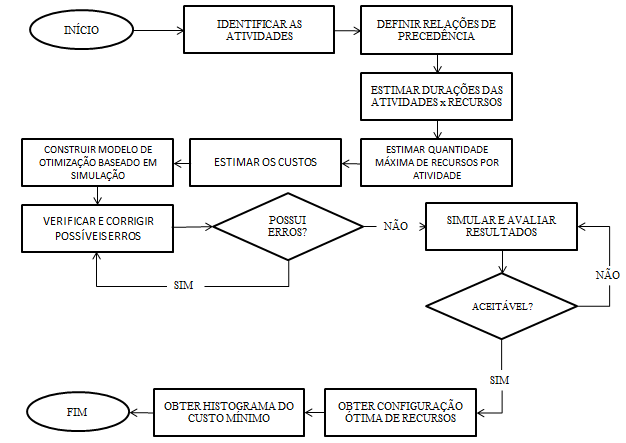 INÍCIO
IDENTIFICAR AS
ATIVIDADES
DEFINIR RELAÇÕES DE
PRECEDÊNCIA
ESTIMAR DURAÇÕES DAS
ATIVIDADES x RECURSOS
ESTIMAR QUANTIDADE
MÁXIMA DE RECURSOS POR
ATIVIDADE
ESTIMAR OS CUSTOS
CONSTRUIR MODELO DE
OTIMIZAÇÃO BASEADO EM
SIMULAÇÃO
VERIFICAR E CORRIGIR
POSSÍVEIS ERROS
POSSUI
ERROS?
SIM
NÃO
SIMULAR E AVALIAR
RESULTADOS
ACEITÁVEL?
NÃO
SIM
OBTER CONFIGURAÇÃO
ÓTIMA DE RECURSOS
OBTER HISTOGRAMA DO
CUSTO MÍNIMO
FIM